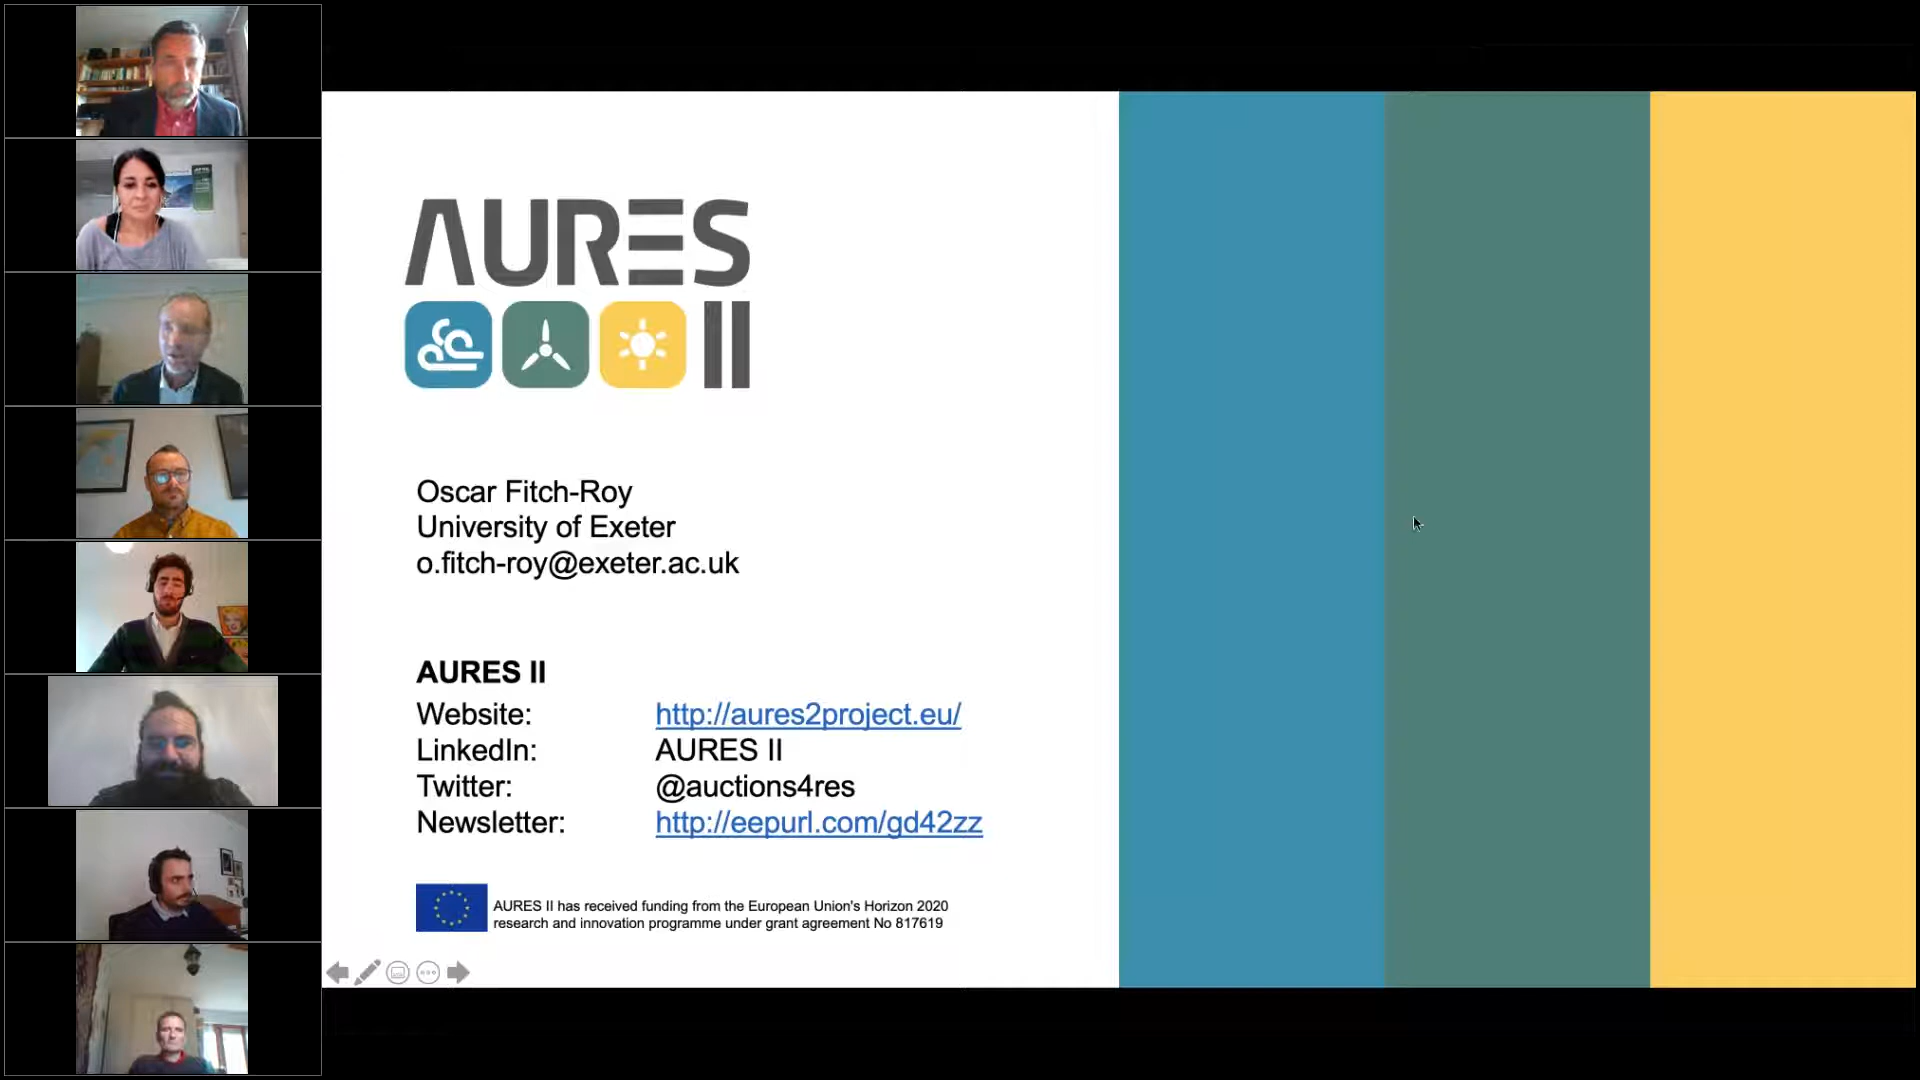 AURES
II
Oscar Fitch-Roy
University of Exeter
o.fitch-roy@exeter.ac.uk
AURES II
Website: http://aures2project.eu/
LinkedIn: AURES II
Twitter: @auctions4res
Newsletter: http://eepurl.com/gd42zz
AURES II has received funding from the European Union's Horizon 2020
research and innovation programme under grant agreement No 817619